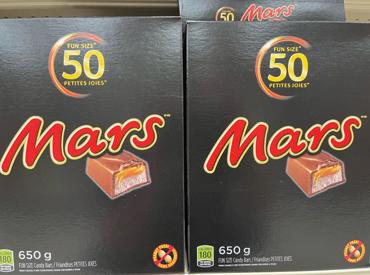 50 Mars
FUN SIZE*
50
PETITES JOIES*
Mars
180
650 g
FUN SIZE Candy Bars / Friandises PETITES JOIES
FUN SIZE*
50
PETITES JOIES*
Mars
180
650 g
FUN SIZE Candy Bars / Friandises PETITES JOIES